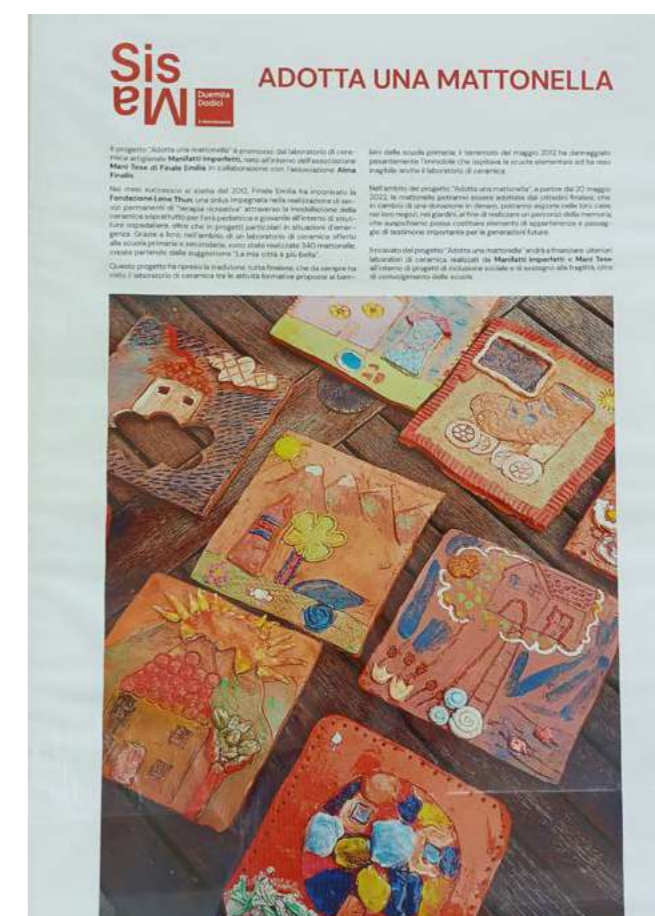 Sis
Ma
Duemila
Dodici
ADOTTA UNA MATTONELLA
Il progetto "Adotta una mattonella" è promosso dal laboratorio di cera-
mica artigianale Manifatti Imperfetti, nato all'interno dell'associazione
Mani Tese di Finale Emilia in collaborazione con l'associazione Alma
Finalis.
Nei mesi successivi al sisma del 2012, Finale Emilia ha incontrato la
Fondazione Lene Thun, una onlus impegnata nella realizzazione di ser-
vizi permanenti di "terapia ricreativa" attraverso la modellazione della
ceramica soprattutto per l'età pediatrica e giovanile all'interno di strut-
ture ospedaliere, oltre che in progetti particolari in situazioni d'emer-
genza. Grazie a loro, nell'ambito di un laboratorio di ceramica offerto
alle scuole primaria e secondaria, sono state realizzate 340 mattonelle,
create partendo dalla suggestione "La mia città è più bella".
Questo progetto ha ripreso la tradizione, tutta finalese, che da sempre ha
visto il laboratorio di ceramica tra le attività formative proposte ai bam-
bini della scuola primaria; il terremoto del maggio 2012 ha danneggiato
pesantemente l'immobile che ospitava la scuola elementare ed ha reso
inagibile anche il laboratorio di ceramica.
Nell'ambito del progetto "Adotta una mattonella", a partire dal 20 maggio
2022, le mattonelle potranno essere adottate dai cittadini finalesi, che,
in cambio di una donazione in denaro, potranno esporle nelle loro case,
nei loro negozi, nei giardini, al fine di realizzare un percorso della memoria,
che auspichiamo possa costituire elemento di appartenenza e passag-
gio di testimone importante per le generazioni future.
Il ricavato del progetto "Adotta una mattonella" andrà a finanziare ulteriori
laboratori di ceramica realizzati da Manifatti Imperfetti e Mani Tese
all'interno di progetti di inclusione sociale e di sostegno alla fragilità, oltre
al coinvolgimento delle scuole.